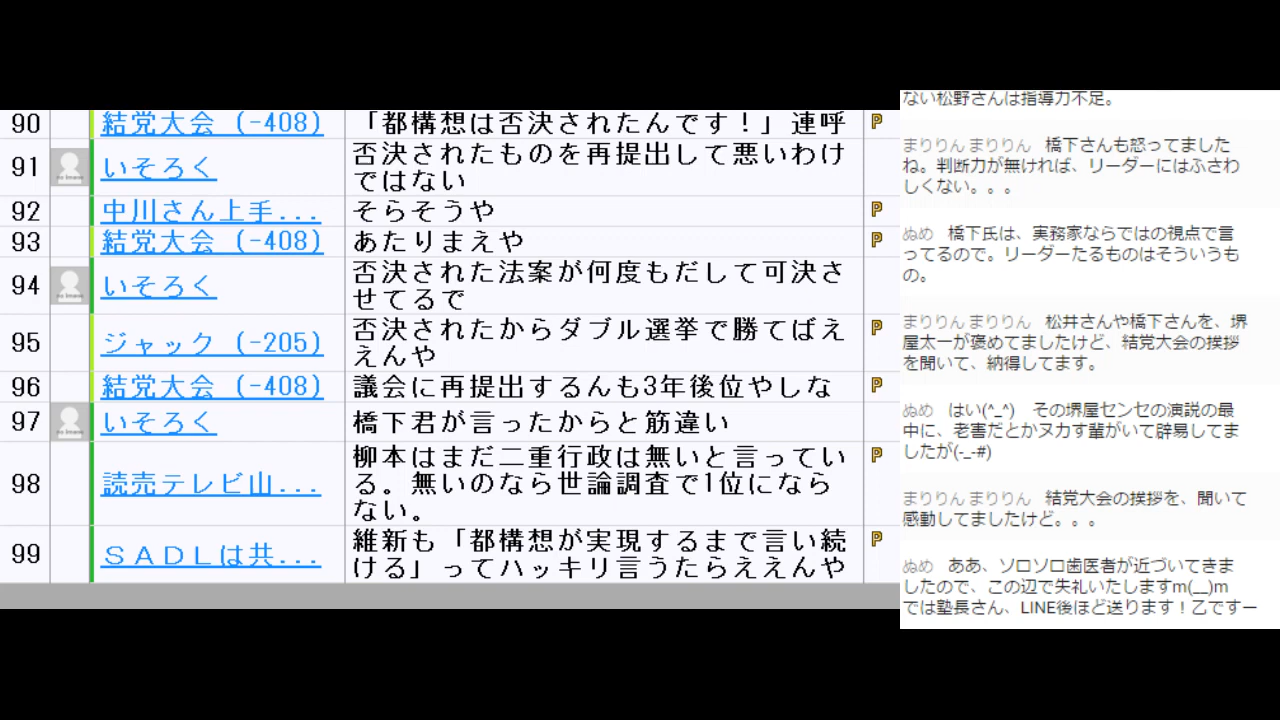 90 結党大会 (-408) 「都構想は否決されたんです!」連呼 P
91 いそろく 否決されたものを再提出して悪いわけ
ではない
92 中川さん上手... そらそうや P
93 結党大会 (-408) あたりまえや P
94 いそろく 否決された法案が何度もだして可決さ
せてるで
95 ジャック (-205) 否決されたからダブル選挙で勝てばえ P
えんや
96 結党大会 (-408) 議会に再提出するんも3年後位やしな P
97 いそろく 橋下君が言ったからと筋違い
98 読売テレビ山... 柳本はまだ二重行政は無いと言ってい P
る。無いのなら世論調査で1位になら
ない。
99 SADLは共... 維新も「都構想が実現するまで言い続 P
ける」ってハッキリ言うたらええんや
ない松野さんは指導力不足。
まりりん まりりん 橋下さんも怒ってました
ね。判断力が無ければ、リーダーにはふさわ
しくない。。。
ぬめ 橋下氏は、実務家ならではの視点で言
ってるので。リーダーたるものはそういうも
の。
まりりん まりりん 松井さんや橋下さんを、堺
屋太一が褒めてましたけど、結党大会の挨拶
を聞いて、納得してます。
ぬめ はい(^_^) その堺屋センセの演説の最
中に、老害だとかヌカす輩がいて辟易してま
したが(-_-#)
まりりん まりりん 結党大会の挨拶を、聞いて
感動してましたけど。。。
ぬめ ああ、ソロソロ歯医者が近づいてきま
したので、この辺で失礼いたしますm(__)m
では塾長さん、LINE後ほど送ります!乙ですー